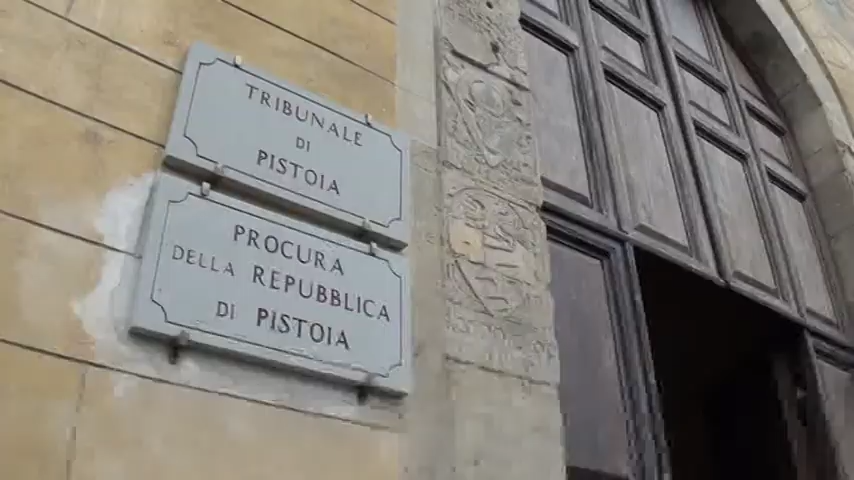 TRIBUNALE
DI
PISTOIA
PROCURA
DELLA REPUBBLICA
DI PISTOIA